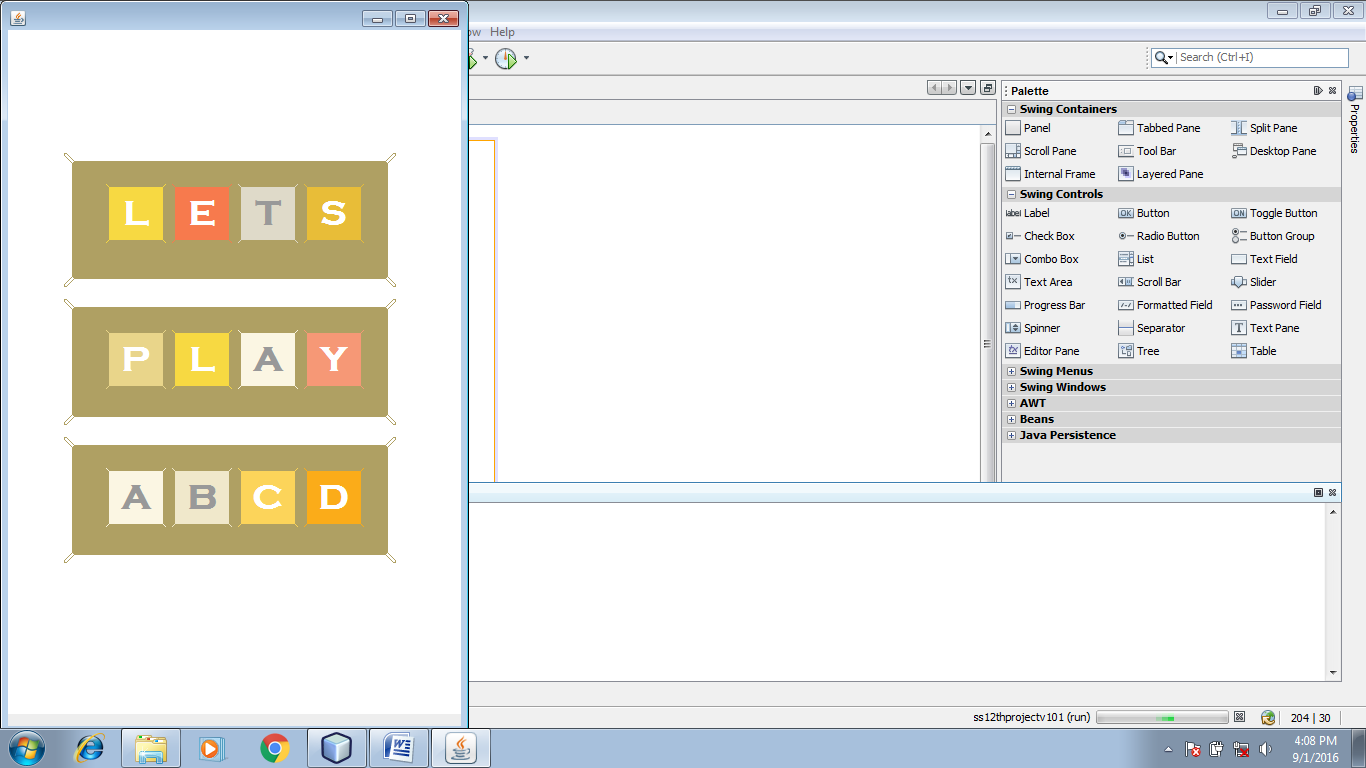 ow Help
Search (Ctrl+I)
LETS
PLAY
ABCD
Palette
Swing Containers
Panel Tabbed Pane Split Pane
Scroll Pane Tool Bar Desktop Pane
Internal Frame Layered Pane
Swing Controls
label Label OK Button ON Toggle Button
Check Box Radio Button Button Group
Combo Box List Text Field
tx Text Area Scroll Bar Slider
Progress Bar Formatted Field Password Field
Spinner Separator T Text Pane
Editor Pane Tree Table
Swing Menus
Swing Windows
AWT
Beans
Java Persistence
Properties
ss12thprojectv101 (run) 204 | 30
4:08 PM
9/1/2016